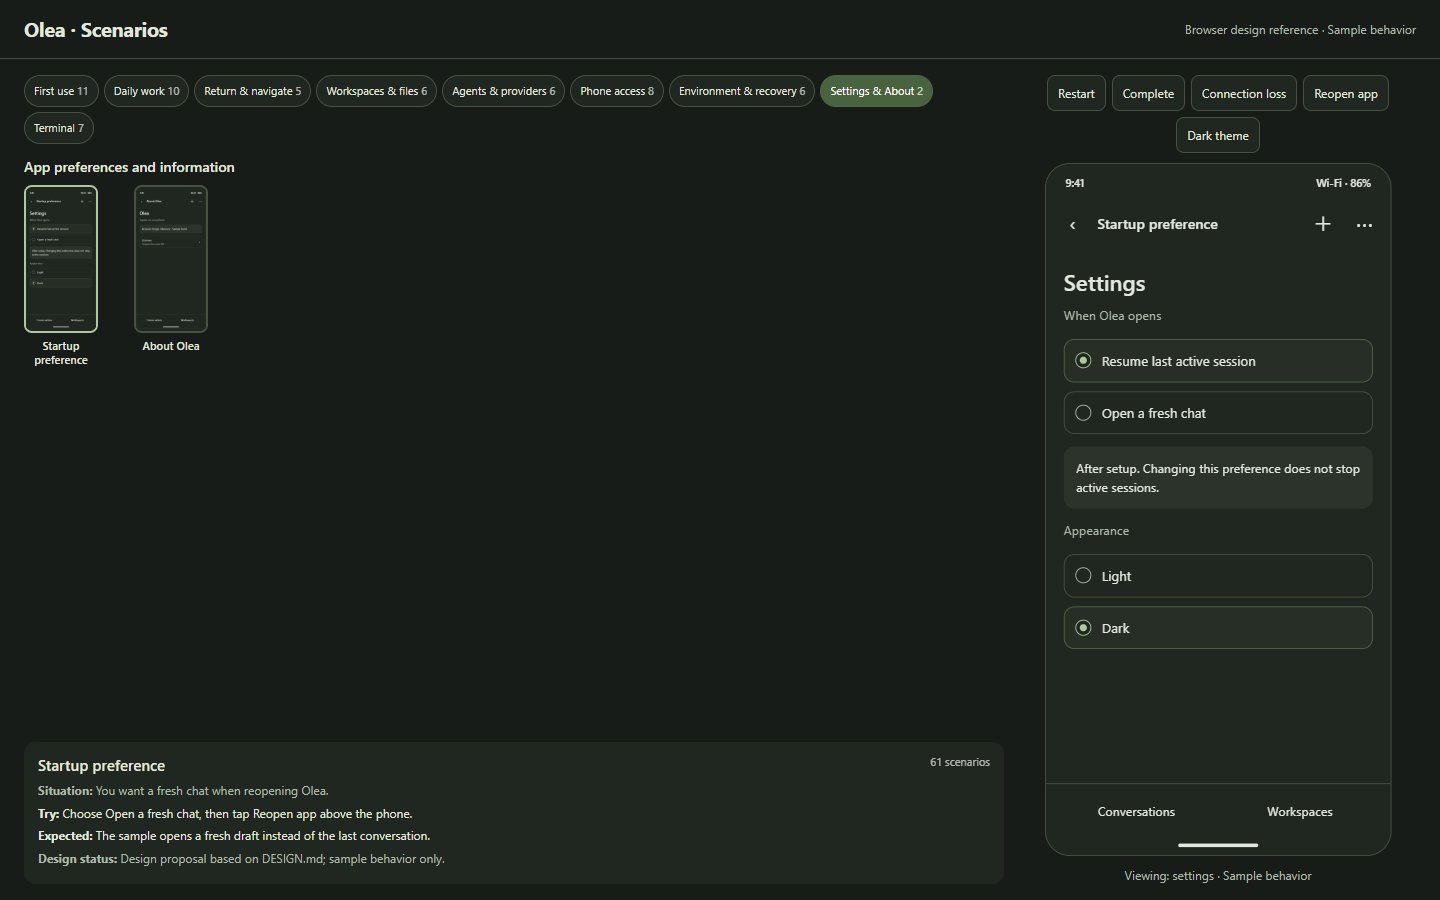 Olea · Scenarios
Browser design reference · Sample behavior
First use 11
Daily work 10
Return & navigate 5
Workspaces & files 6
Agents & providers 6
Phone access 8
Environment & recovery 6
Settings & About 2
Terminal 7
App preferences and information
Startup
preference
About Olea
Restart
Complete
Connection loss
Reopen app
Dark theme
9:41
Wi-Fi · 86%
‹ Startup preference + ...
Settings
When Olea opens
Resume last active session
Open a fresh chat
After setup. Changing this preference does not stop
active sessions.
Appearance
Light
Dark
Conversations
Workspaces
Viewing: settings · Sample behavior
Startup preference
61 scenarios
Situation: You want a fresh chat when reopening Olea.
Try: Choose Open a fresh chat, then tap Reopen app above the phone.
Expected: The sample opens a fresh draft instead of the last conversation.
Design status: Design proposal based on DESIGN.md; sample behavior only.